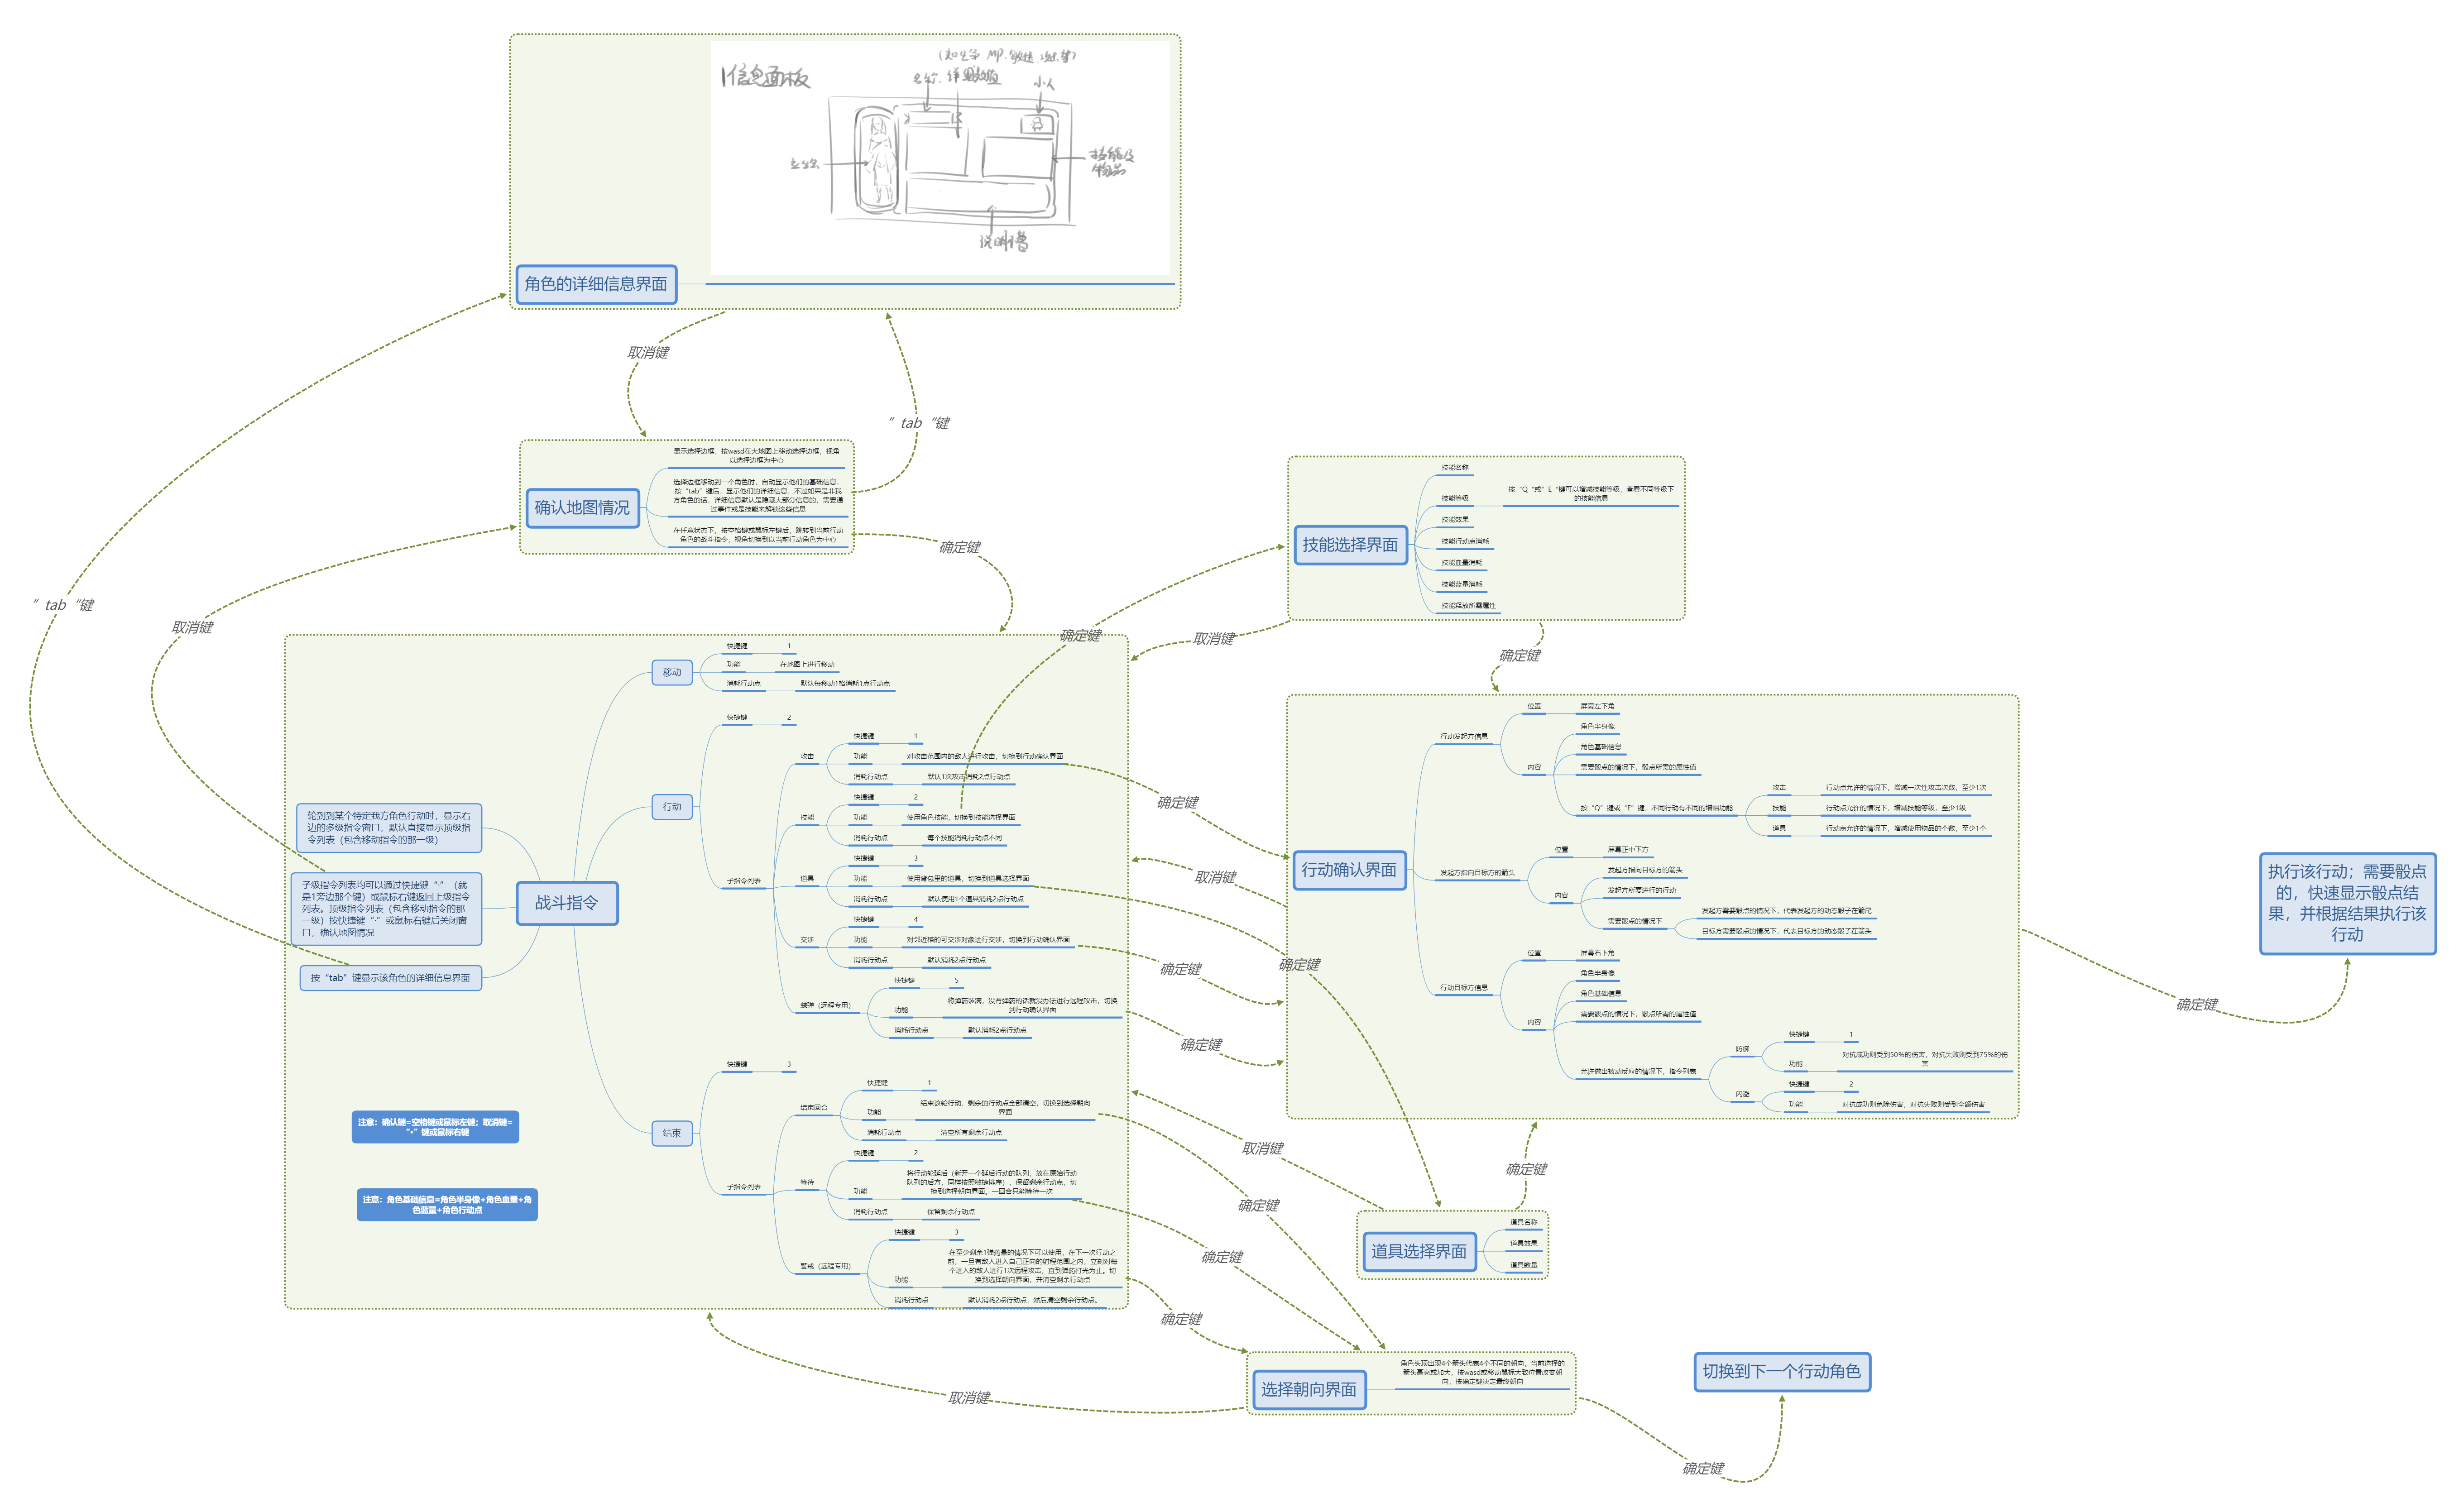 信息面板
名称
详细数值
小人
技能及
物品
说明槽
角色的详细信息界面
取消键
”tab“键
显示选择边框，按wasd在大地图上移动选择边框，视角
以选择边框为中心
选择边框移动到一个角色时，自动显示他们的基础信息，
按“tab”键后，显示他们的详细信息，不过如果是非我
方角色的话，详细信息默认是隐藏大部分信息的，需要通
过事件或是技能来解锁这些信息
在任意状态下，按空格键或鼠标左键后，跳转到当前行动
角色的战斗指令，视角切换到以当前行动角色为中心
确认地图情况
确定键
”tab“键
取消键
技能选择界面
技能名称
技能等级
按“Q“或”E“键可以增减技能等级，查看不同等级下
的技能信息
技能效果
技能行动点消耗
技能血量消耗
技能蓝量消耗
技能释放所需属性
确定键
取消键
确定键
战斗指令
轮到到某个特定我方角色行动时，显示右
边的多级指令窗口，默认直接显示顶级指
令列表（包含移动指令的那一级）
子级指令列表均可以通过快捷键“·”（就
是1旁边那个键）或鼠标右键返回上级指令
列表。顶级指令列表（包含移动指令的那
一级）按快捷键“·”或鼠标右键后关闭窗
口，确认地图情况
按“tab”键显示该角色的详细信息界面
注意：确认键=空格键或鼠标左键；取消键=
“·”键或鼠标右键
注意：角色基础信息=角色半身像+角色血量+角
色蓝量+角色行动点
移动
快捷键
1
功能
在地图上进行移动
消耗行动点
默认每移动1格消耗1点行动点
行动
快捷键
2
子指令列表
攻击
快捷键
1
功能
对攻击范围内的敌人进行攻击，切换到行动确认界面
消耗行动点
默认1次攻击消耗2点行动点
技能
快捷键
2
功能
使用角色技能，切换到技能选择界面
消耗行动点
每个技能消耗行动点不同
道具
快捷键
3
功能
使用背包里的道具，切换到道具选择界面
消耗行动点
默认使用1个道具消耗2点行动点
交涉
快捷键
4
功能
对邻近格的可交涉对象进行交涉，切换到行动确认界面
消耗行动点
默认消耗2点行动点
装弹（远程专用）
快捷键
5
功能
将弹药装满，没有弹药的话就没办法进行远程攻击，切换
到行动确认界面
消耗行动点
默认消耗2点行动点
结束
快捷键
3
子指令列表
结束回合
快捷键
1
功能
结束该轮行动，剩余的行动点全部清空，切换到选择朝向
界面
消耗行动点
清空所有剩余行动点
等待
快捷键
2
功能
将行动轮延后（新开一个延后行动的队列，放在原始行动
队列的后方，同样按照敏捷排序），保留剩余行动点，切
换到选择朝向界面。一回合只能等待一次
消耗行动点
保留剩余行动点
警戒（远程专用）
快捷键
3
功能
在至少剩余1弹药量的情况下可以使用，在下一次行动之
前，一旦有敌人进入自己正向的射程范围之内，立刻对每
个进入的敌人进行1次远程攻击，直到弹药打光为止。切
换到选择朝向界面，并清空剩余行动点
消耗行动点
默认消耗2点行动点，然后清空剩余行动点。
确定键
取消键
确定键
确定键
确定键
取消键
确定键
确定键
确定键
确定键
取消键
行动确认界面
行动发起方信息
位置
屏幕左下角
内容
角色半身像
角色基础信息
需要骰点的情况下，骰点所需的属性值
按“Q”键或“E”键，不同行动有不同的增幅功能
攻击
行动点允许的情况下，增减一次性攻击次数，至少1次
技能
行动点允许的情况下，增减技能等级，至少1级
道具
行动点允许的情况下，增减使用物品的个数，至少1个
发起方指向目标方的箭头
位置
屏幕正中下方
内容
发起方指向目标方的箭头
发起方所要进行的行动
需要骰点的情况下
发起方需要骰点的情况下，代表发起方的动态骰子在箭尾
目标方需要骰点的情况下，代表目标方的动态骰子在箭头
行动目标方信息
位置
屏幕右下角
内容
角色半身像
角色基础信息
需要骰点的情况下，骰点所需的属性值
允许做出被动反应的情况下，指令列表
防御
快捷键
1
功能
对抗成功则受到50%的伤害，对抗失败则受到75%的伤
害
闪避
快捷键
2
功能
对抗成功则免除伤害，对抗失败则受到全额伤害
确定键
执行该行动；需要骰点
的，快速显示骰点结
果，并根据结果执行该
行动
道具选择界面
道具名称
道具效果
道具数量
选择朝向界面
角色头顶出现4个箭头代表4个不同的朝向，当前选择的
箭头高亮或加大，按wasd或移动鼠标大致位置改变朝
向，按确定键决定最终朝向
确定键
切换到下一个行动角色